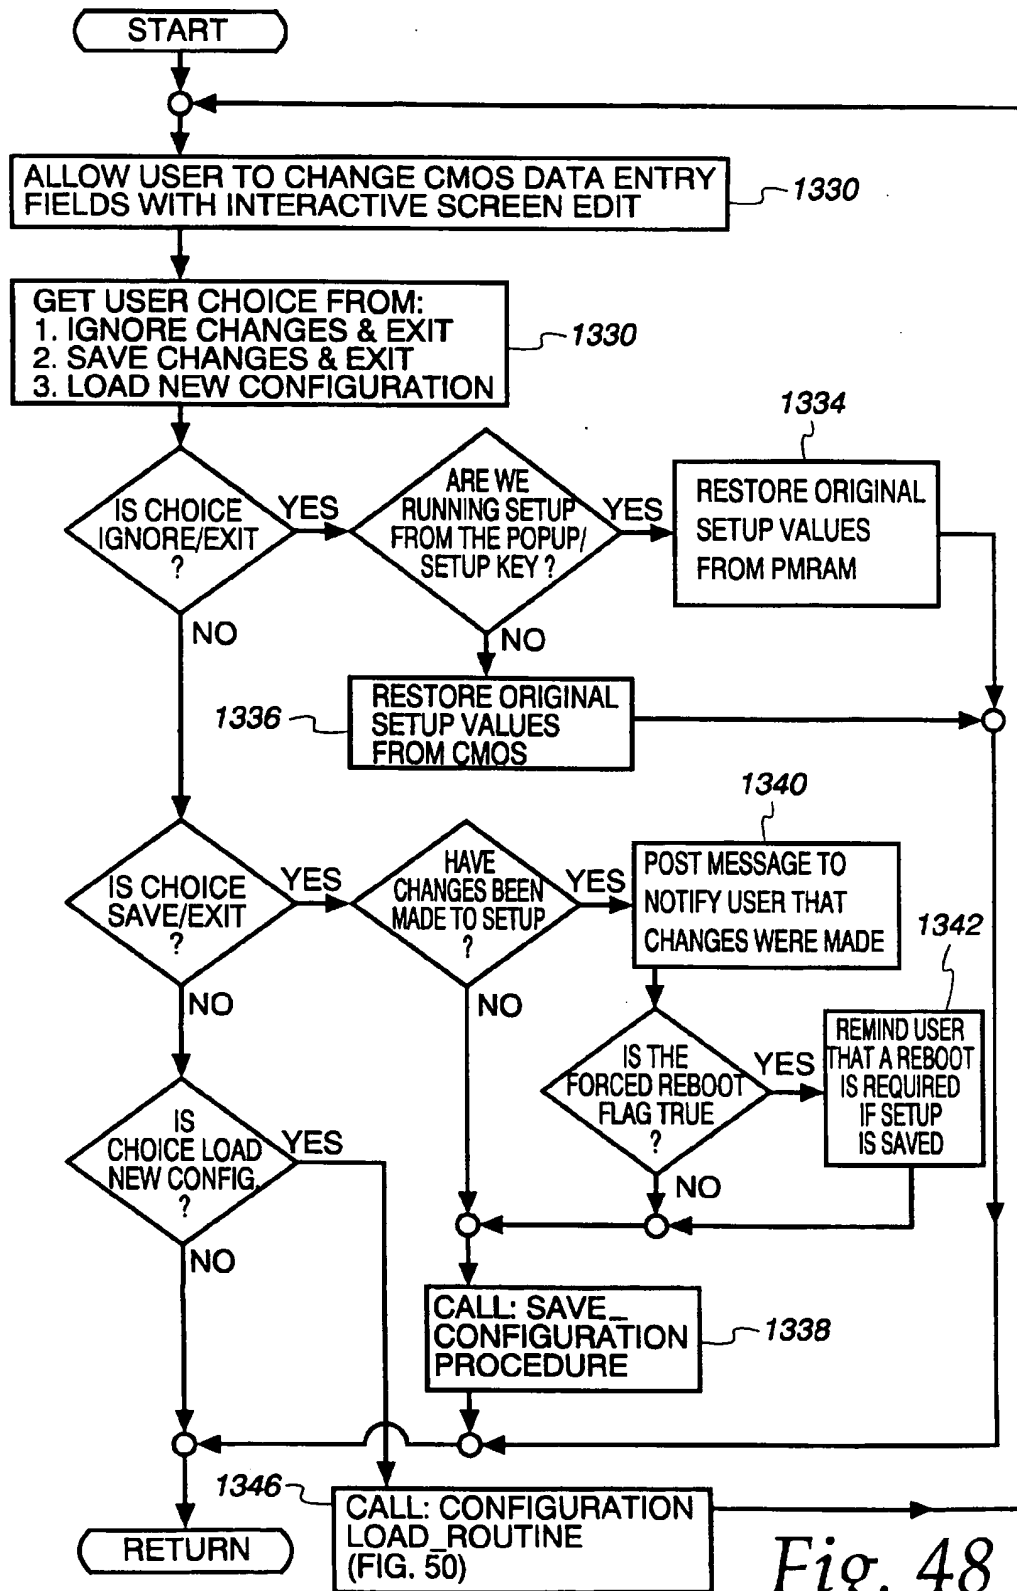 START
ALLOW USER TO CHANGE CMOS DATA ENTRY
FIELDS WITH INTERACTIVE SCREEN EDIT
1330
GET USER CHOICE FROM:
1. IGNORE CHANGES & EXIT
2. SAVE CHANGES & EXIT
3. LOAD NEW CONFIGURATION
1330
IS CHOICE
IGNORE/EXIT
?
YES
NO
ARE WE
RUNNING SETUP
FROM THE POPUP/
SETUP KEY ?
YES
NO
1334
RESTORE ORIGINAL
SETUP VALUES
FROM PMRAM
1336
RESTORE ORIGINAL
SETUP VALUES
FROM CMOS
IS CHOICE
SAVE/EXIT
?
YES
NO
HAVE
CHANGES BEEN
MADE TO SETUP
?
YES
NO
1340
POST MESSAGE TO
NOTIFY USER THAT
CHANGES WERE MADE
IS THE
FORCED REBOOT
FLAG TRUE
?
YES
NO
1342
REMIND USER
THAT A REBOOT
IS REQUIRED
IF SETUP
IS SAVED
IS
CHOICE LOAD
NEW CONFIG.
?
YES
NO
CALL: SAVE_
CONFIGURATION
PROCEDURE
1338
1346
CALL: CONFIGURATION
LOAD_ROUTINE
(FIG. 50)
RETURN
Fig. 48